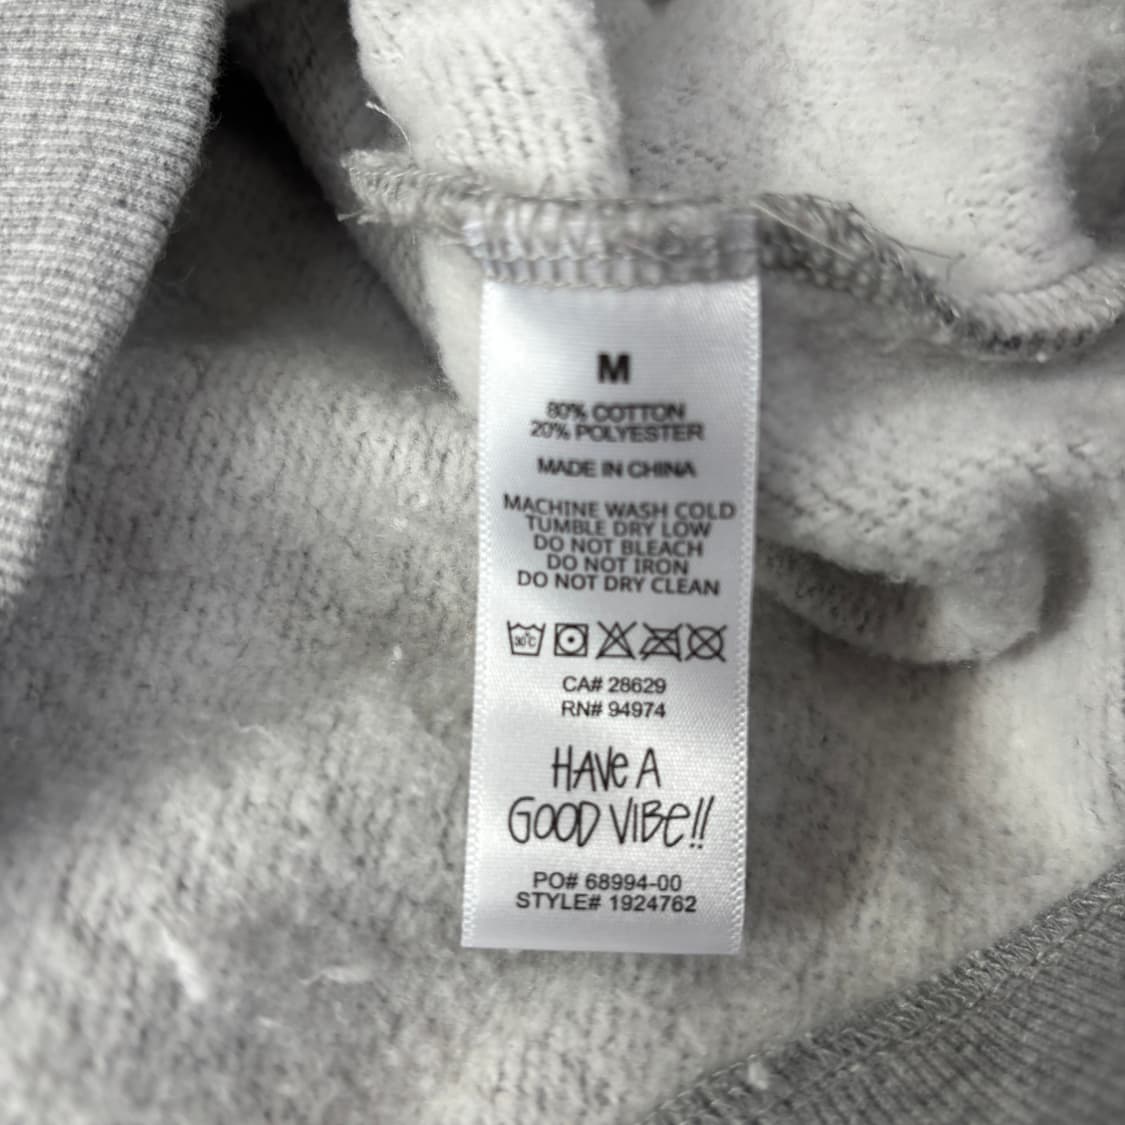 M
80% COTTON
20% POLYESTER
MADE IN CHINA
MACHINE WASH COLD
TUMBLE DRY LOW
DO NOT BLEACH
DO NOT IRON
DO NOT DRY CLEAN
30°C
CA# 28629
RN# 94974
HAVe A
GOOD VIBe!!
PO# 68994-00
STYLE# 1924762